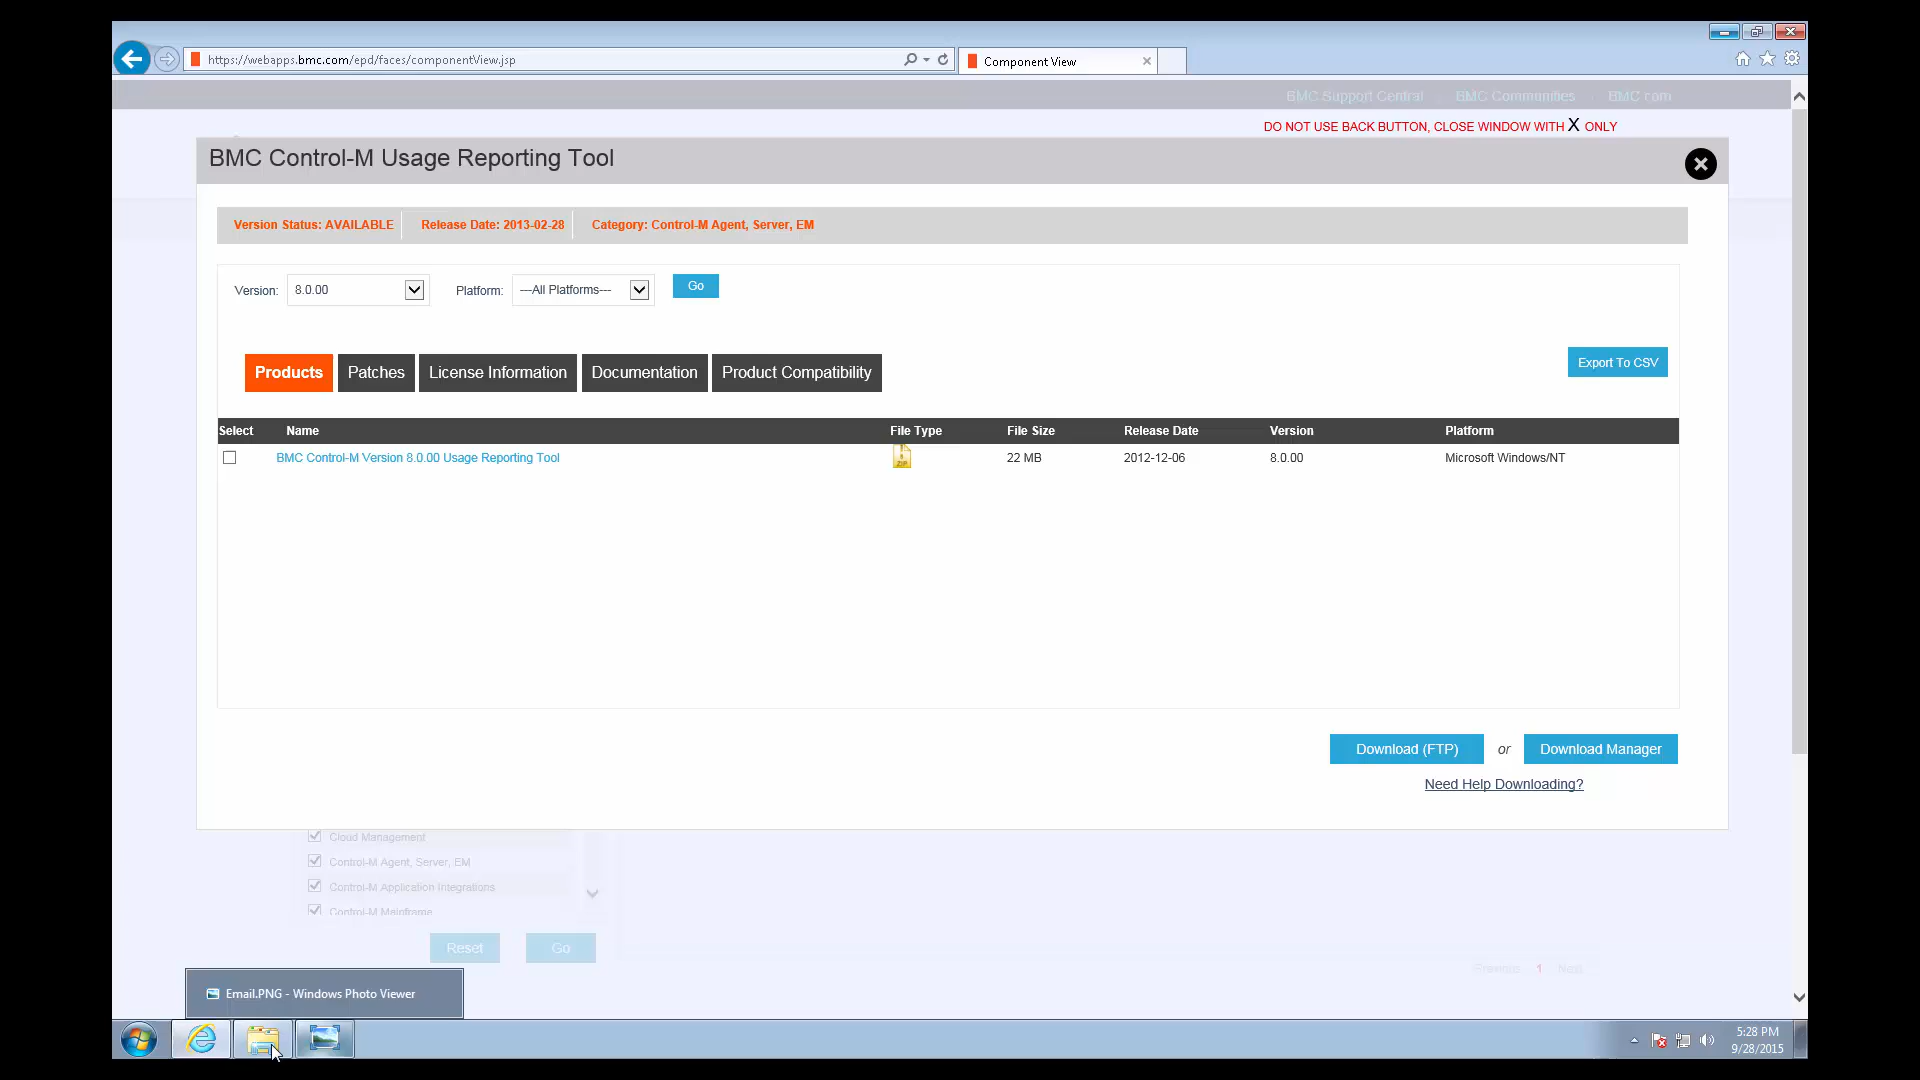 https://webapps.bmc.com/epd/faces/componentView.jsp
Component View
BMC Support Central BMC Communities BMC.com
DO NOT USE BACK BUTTON, CLOSE WINDOW WITH X ONLY
BMC Control-M Usage Reporting Tool
Version Status: AVAILABLE Release Date: 2013-02-28 Category: Control-M Agent, Server, EM
Version: 8.0.00 Platform: ---All Platforms--- Go
Products Patches License Information Documentation Product Compatibility Export To CSV
Select Name File Type File Size Release Date Version Platform
BMC Control-M Version 8.0.00 Usage Reporting Tool ZIP 22 MB 2012-12-06 8.0.00 Microsoft Windows/NT
Download (FTP) or Download Manager
Need Help Downloading?
Cloud Management
Control-M Agent, Server, EM
Control-M Application Integrations
Control-M Mainframe
Reset Go
Previous 1 Next
Email.PNG - Windows Photo Viewer
5:28 PM
9/28/2015